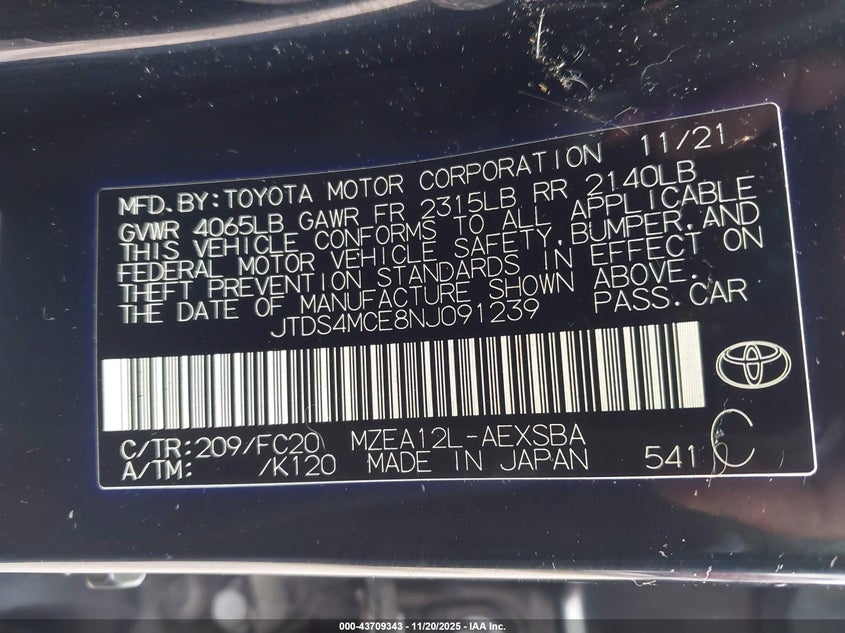 MFD.BY:TOYOTA MOTOR CORPORATION 11/21
GVWR 4065LB GAWR FR 2315LB RR 2140LB
THIS VEHICLE CONFORMS TO ALL APPLICABLE
FEDERAL MOTOR VEHICLE SAFETY,BUMPER,AND
THEFT PREVENTION STANDARDS IN EFFECT ON
THE DATE OF MANUFACTURE SHOWN ABOVE.
JTDS4MCE8NJ091239 PASS.CAR
C/TR:209/FC20 MZEA12L-AEXSBA
A/TM: /K120 MADE IN JAPAN 541 C
000-43709343 - 11/20/2025 - IAA Inc.